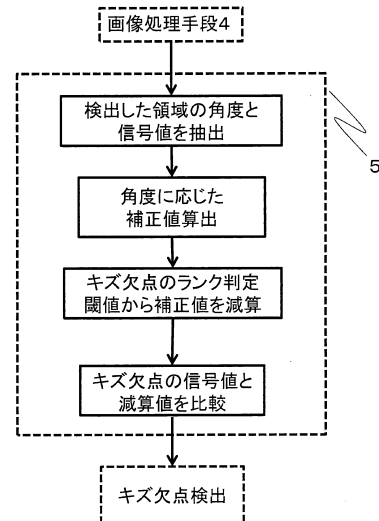 画像処理手段4
検出した領域の角度と
信号値を抽出
5
角度に応じた
補正値算出
キズ欠点のランク判定
閾値から補正値を減算
キズ欠点の信号値と
減算値を比較
キズ欠点検出